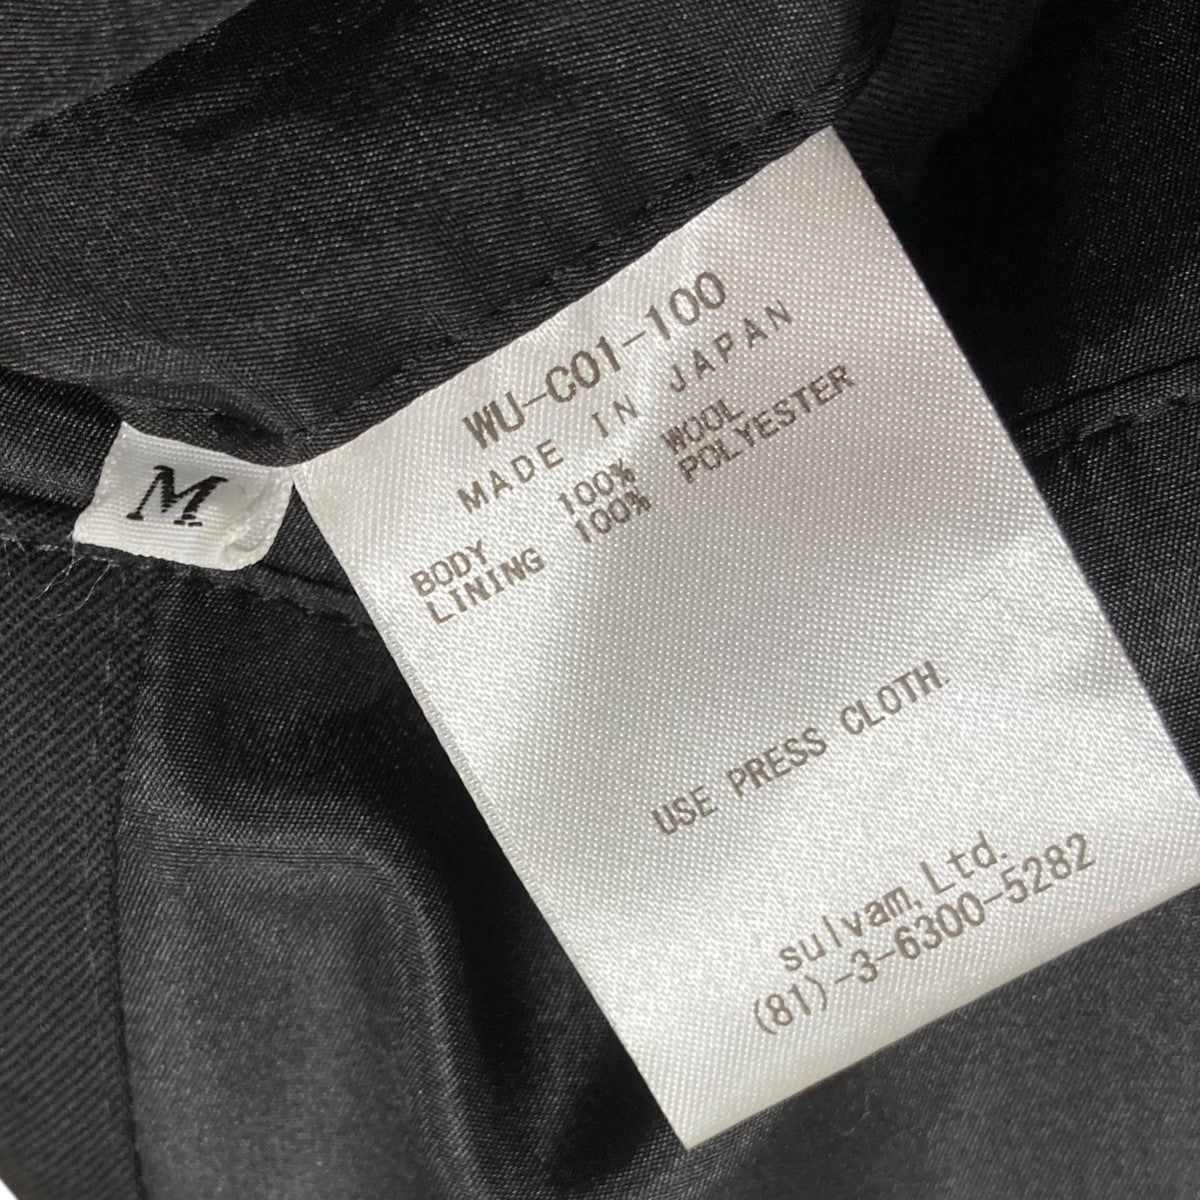 M
WU-C01-100
MADE IN JAPAN
BODY 100% WOOL
LINING 100% POLYESTER
USE PRESS CLOTH
sulvam,Ltd.
(81)-3-6300-5282